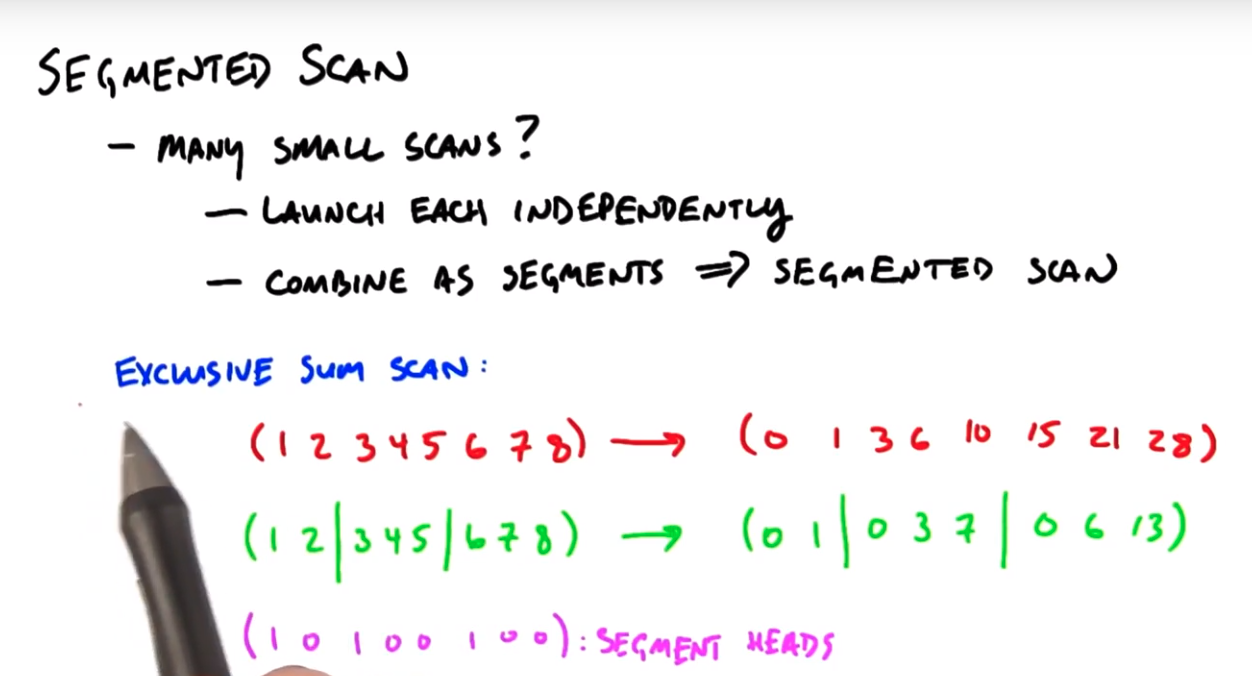 SEGMENTED SCAN
- MANY SMALL SCANS?
- LAUNCH EACH INDEPENDENTLY
- COMBINE AS SEGMENTS => SEGMENTED SCAN
EXCLUSIVE SUM SCAN:
(1 2 3 4 5 6 7 8) → (0 1 3 6 10 15 21 28)
(1 2|3 4 5|6 7 8) → (0 1|0 3 7|0 6 13)
(1 0 1 0 0 1 0 0): SEGMENT HEADS